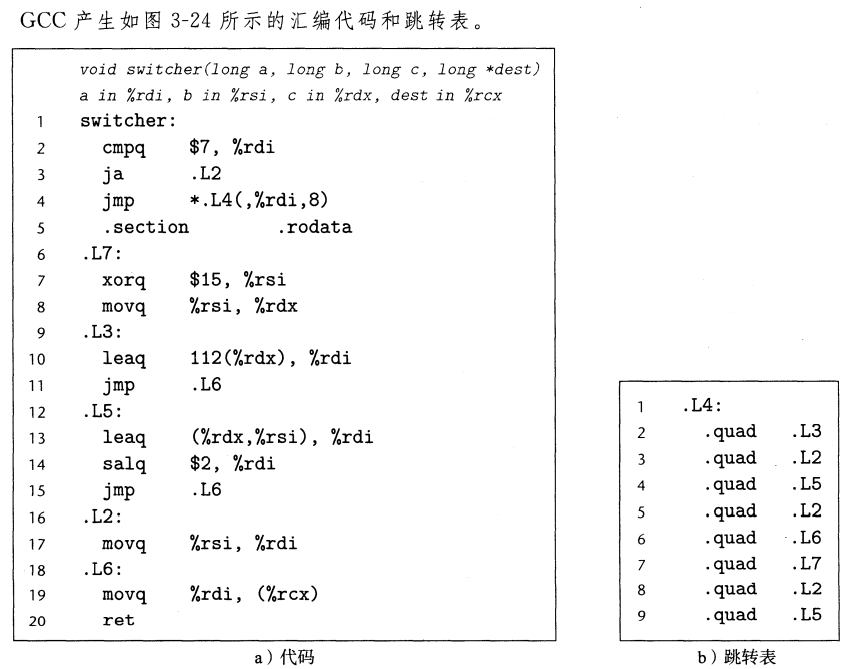 GCC 产生如图 3-24 所示的汇编代码和跳转表。
void switcher(long a, long b, long c, long *dest)
a in %rdi, b in %rsi, c in %rdx, dest in %rcx
1 switcher:
2 cmpq $7, %rdi
3 ja .L2
4 jmp *.L4(,%rdi,8)
5 .section .rodata
6 .L7:
7 xorq $15, %rsi
8 movq %rsi, %rdx
9 .L3:
10 leaq 112(%rdx), %rdi
11 jmp .L6
12 .L5:
13 leaq (%rdx,%rsi), %rdi
14 salq $2, %rdi
15 jmp .L6
16 .L2:
17 movq %rsi, %rdi
18 .L6:
19 movq %rdi, (%rcx)
20 ret
a）代码
1 .L4:
2 .quad .L3
3 .quad .L2
4 .quad .L5
5 .quad .L2
6 .quad .L6
7 .quad .L7
8 .quad .L2
9 .quad .L5
b）跳转表